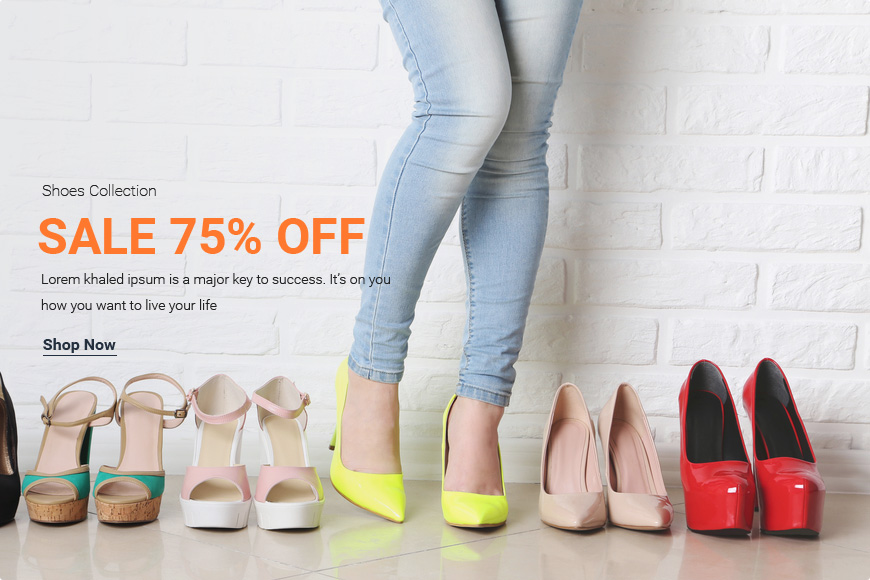 Shoes Collection
SALE 75% OFF
Lorem khaled ipsum is a major key to success. It’s on you
how you want to live your life
Shop Now